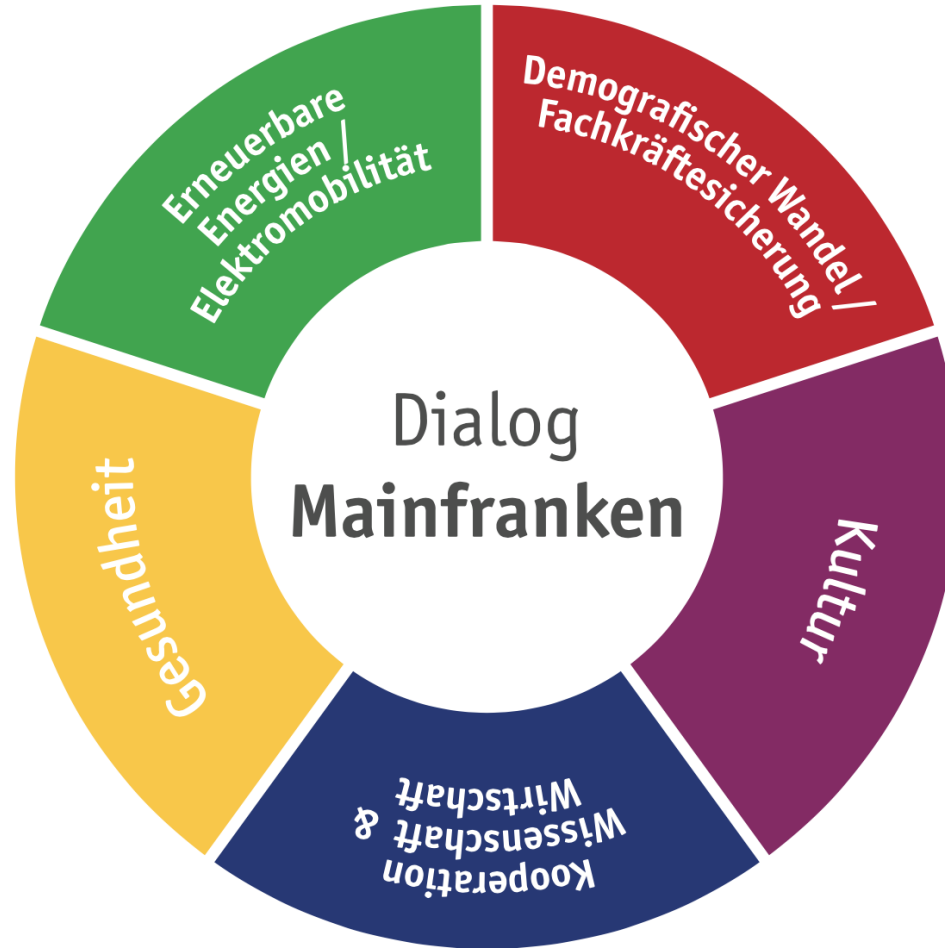 Dialog
Mainfranken
Demografischer Wandel /
Fachkräftesicherung
Kultur
Kooperation
Wissenschaft &
Wirtschaft
Gesundheit
Erneuerbare
Energien /
Elektromobilität